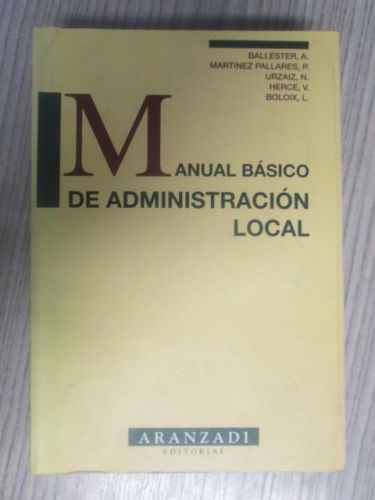 BALLESTER, A.
MARTINEZ PALLARES, P.
URZAIZ, N.
HERCE, V.
BOLOIX, L.
MANUAL BÁSICO
DE ADMINISTRACIÓN
LOCAL
ARANZADI
EDITORIAL